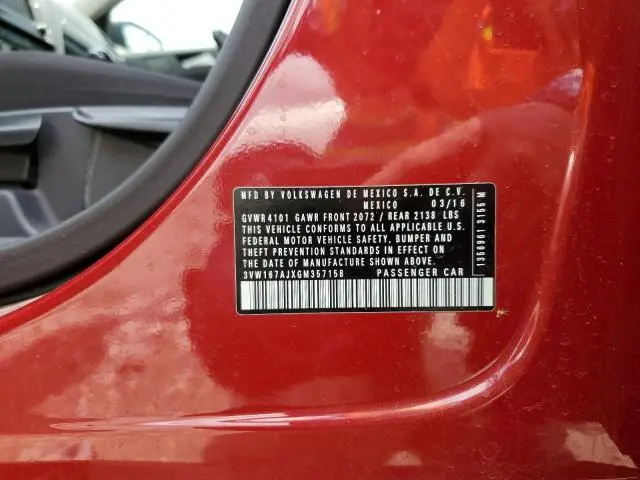 MFD BY VOLKSWAGEN DE MEXICO S.A. DE C.V.
MEXICO 03/16
GVWR 4101 GAWR FRONT 2072 / REAR 2138 LBS
THIS VEHICLE CONFORMS TO ALL APPLICABLE U.S.
FEDERAL MOTOR VEHICLE SAFETY, BUMPER AND
THEFT PREVENTION STANDARDS IN EFFECT ON
THE DATE OF MANUFACTURE SHOWN ABOVE.
3VW167AJXGM357158 PASSENGER CAR
1350901 3155 M